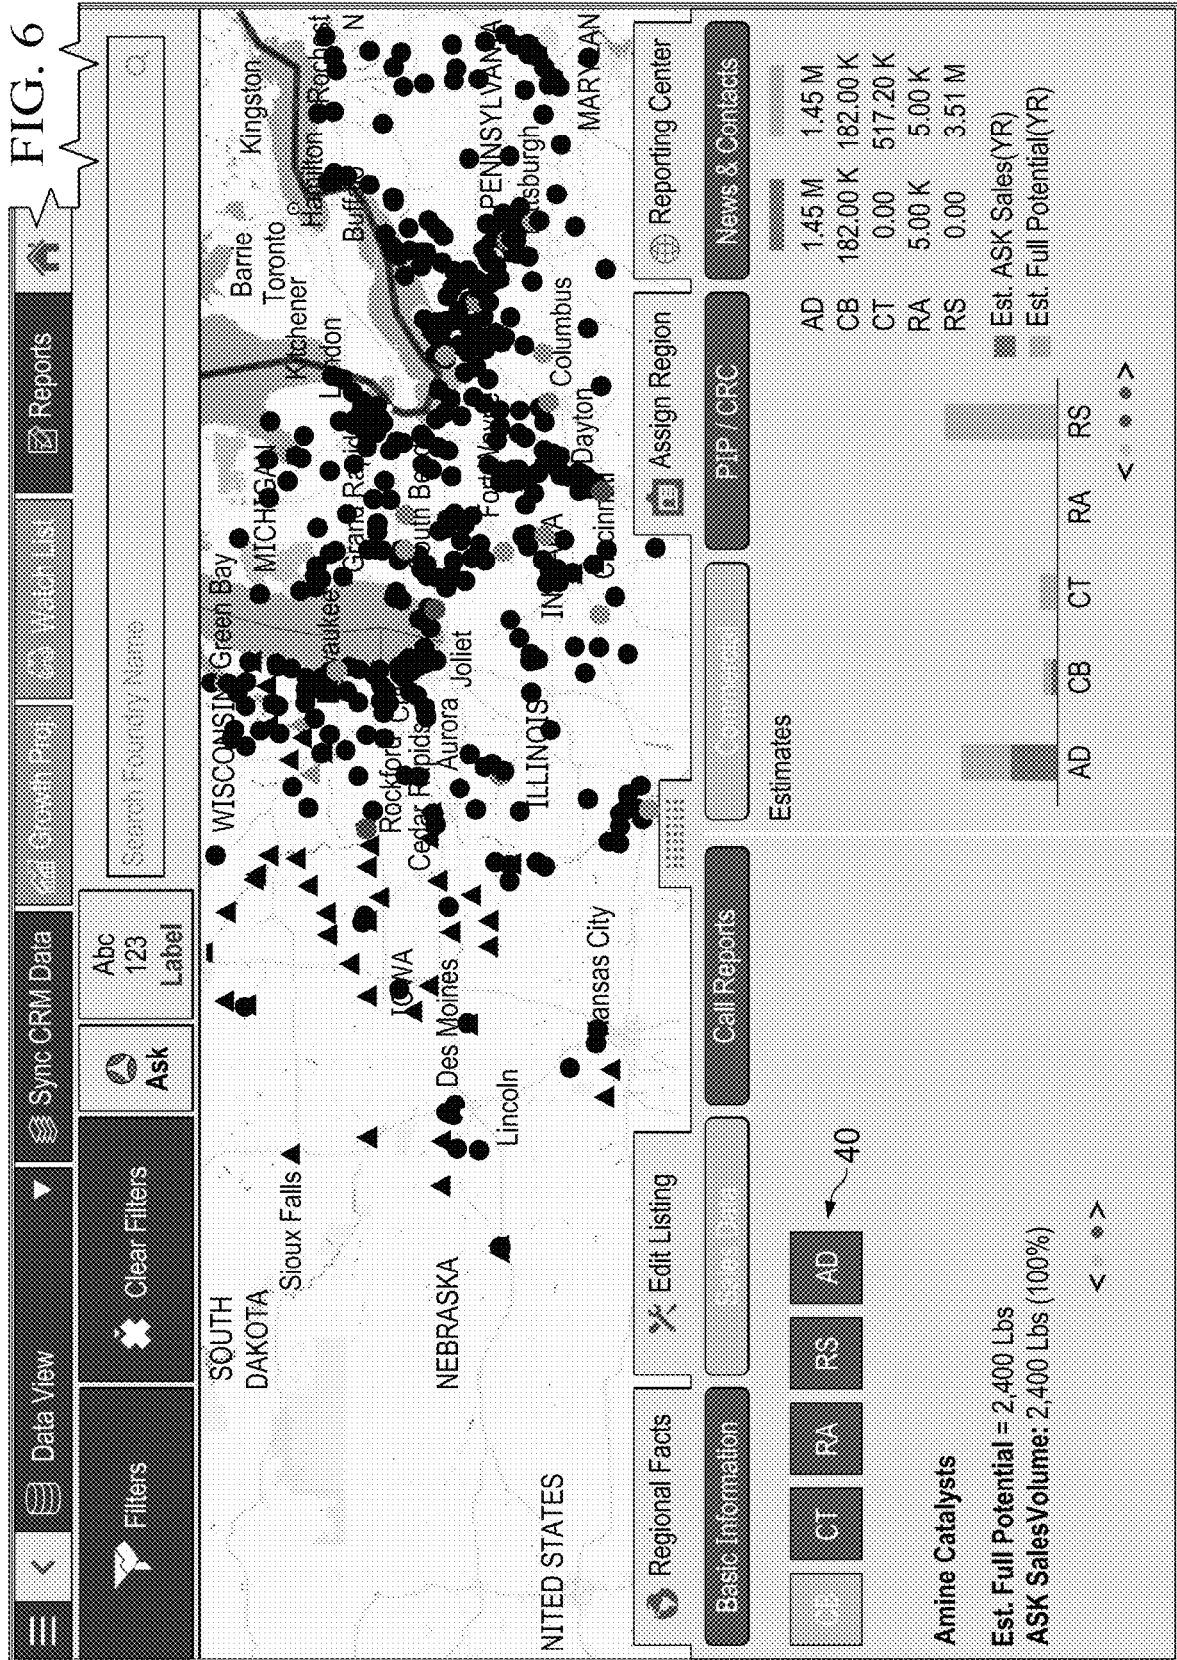 FIG. 6
Data View
Sync CRM Data
Reports
Filters
Clear Filters
Ask
Abc
123
Label
Search Foundry Name
SOUTH
DAKOTA
Sioux Falls
NEBRASKA
Lincoln
NITED STATES
Des Moines
IOWA
Kansas City
WISCONSIN
Green Bay
Rockford
Cedar Rapids
Aurora
Joliet
ILLINOIS
MICHIGAN
Dayton
Columbus
Kitchener
Toronto
Barrie
Kingston
Hamilton
PENNSYLVANIA
Regional Facts
Edit Listing
Assign Region
Reporting Center
Basic Information
Call Reports
PIP / CRC
News & Contacts
CT
RA
RS
AD
40
Amine Catalysts
Est. Full Potential = 2,400 Lbs
ASK SalesVolume: 2,400 Lbs (100%)
< >
Estimates
AD
CB
CT
RA
RS
AD 1.45 M 1.45 M
CB 182.00 K 182.00 K
CT 0.00 517.20 K
RA 5.00 K 5.00 K
RS 0.00 3.51 M
Est. ASK Sales(YR)
Est. Full Potential(YR)
< >